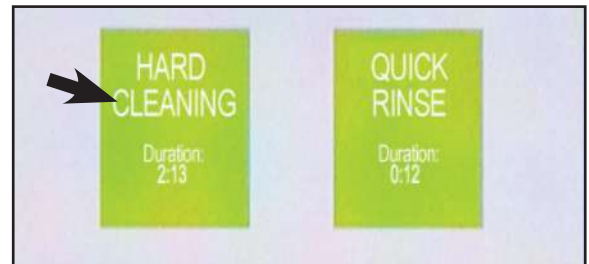 HARD
CLEANING
Duration:
2:13
QUICK
RINSE
Duration:
0:12